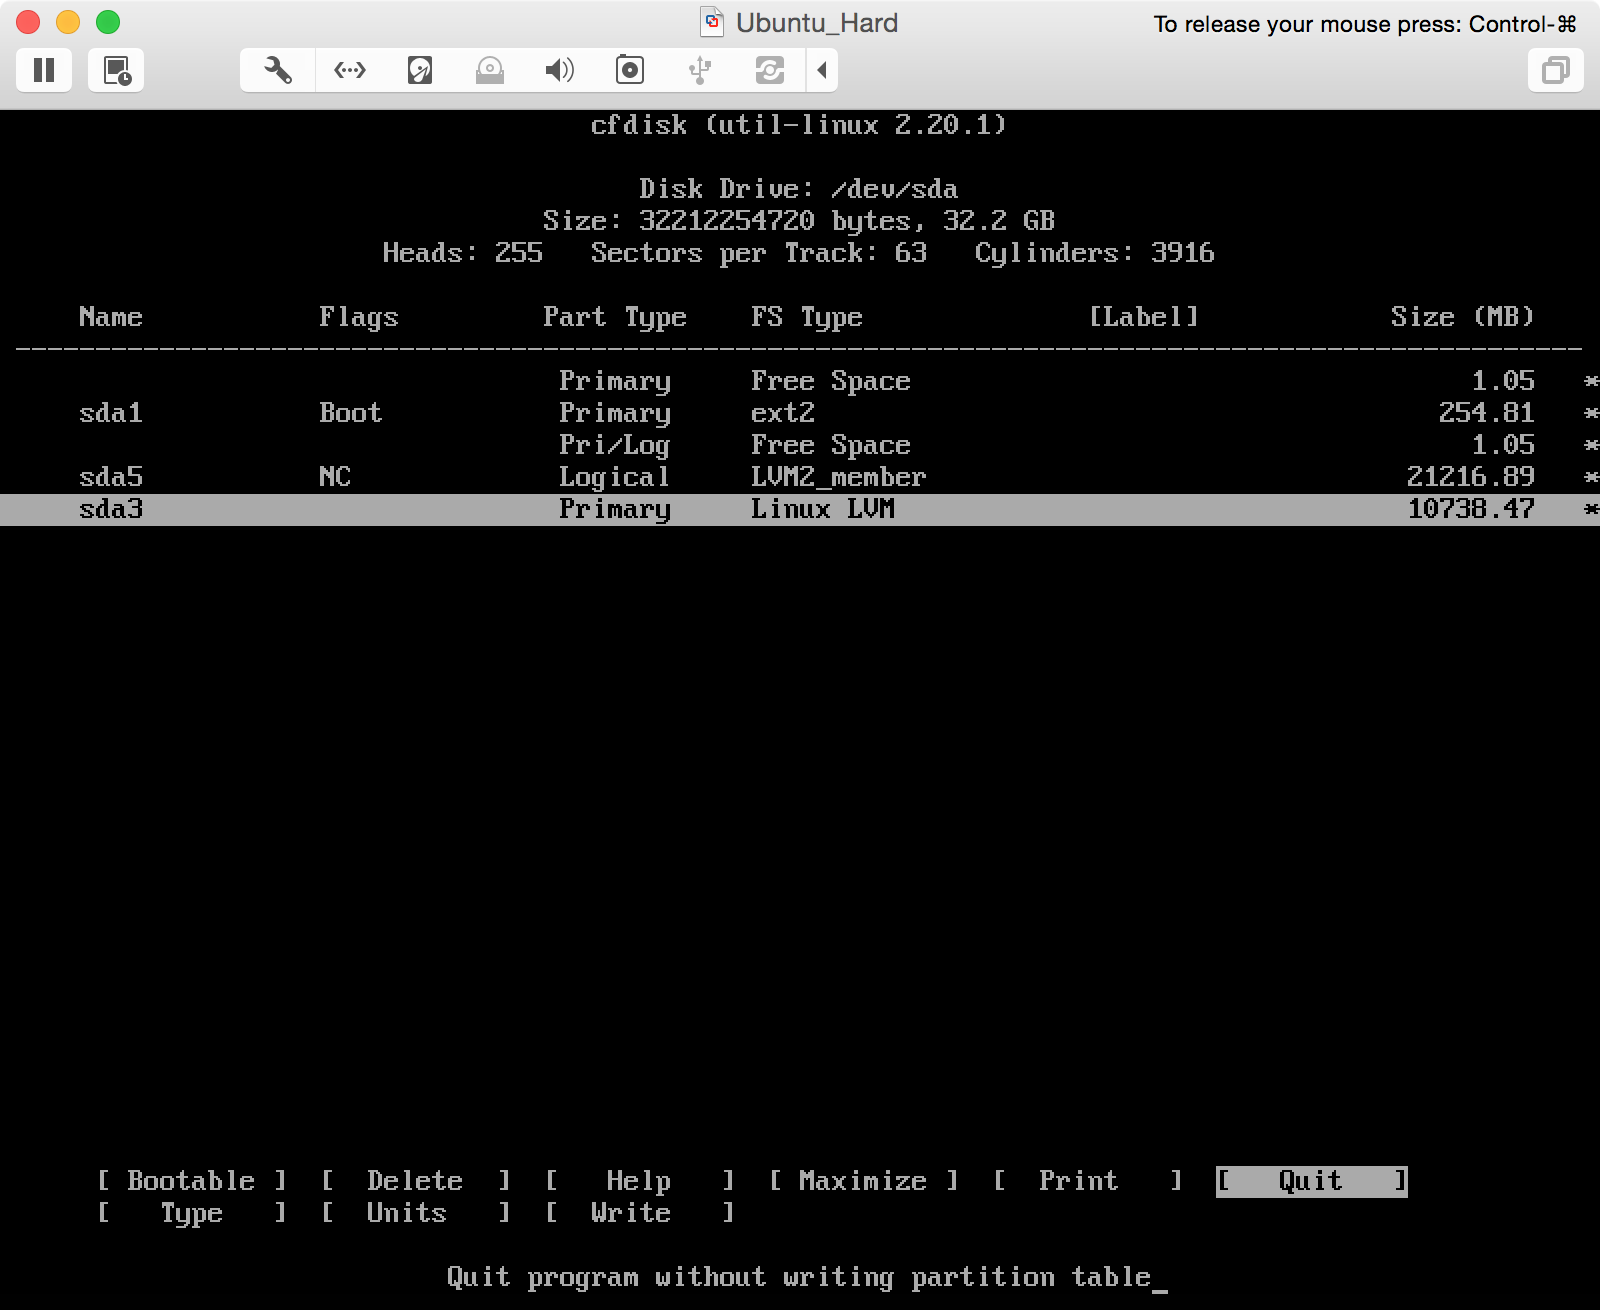 Ubuntu_Hard
To release your mouse press: Control-⌘
cfdisk (util-linux 2.20.1)
Disk Drive: /dev/sda
Size: 32212254720 bytes, 32.2 GB
Heads: 255   Sectors per Track: 63   Cylinders: 3916
Name   Flags   Part Type   FS Type   [Label]   Size (MB)
Primary   Free Space   1.05   *
sda1   Boot   Primary   ext2   254.81   *
Pri/Log   Free Space   1.05   *
sda5   NC   Logical   LVM2_member   21216.89   *
sda3   Primary   Linux LVM   10738.47   *
[ Bootable ]  [  Delete  ]  [   Help   ]  [ Maximize ]  [  Print   ]  [   Quit   ]
[   Type   ]  [  Units   ]  [  Write   ]
Quit program without writing partition table_